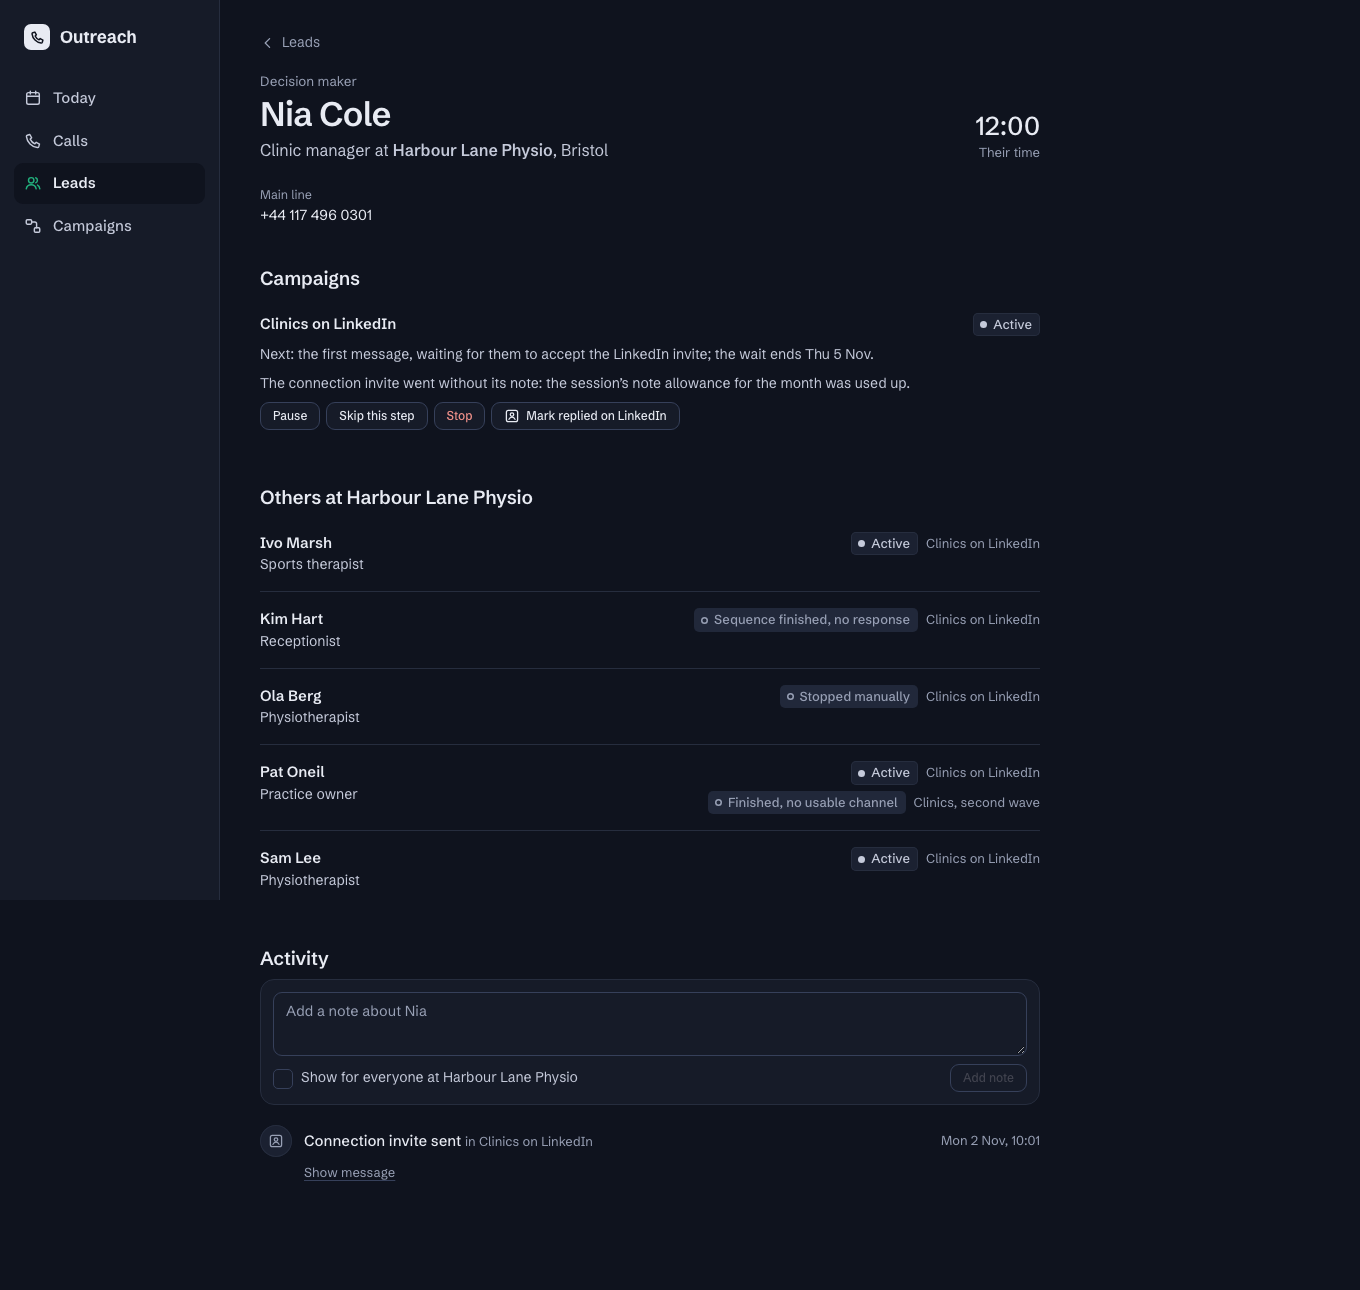 Outreach
Today
Calls
Leads
Campaigns
Leads
Decision maker
Nia Cole
Clinic manager at Harbour Lane Physio, Bristol
12:00
Their time
Main line
+44 117 496 0301
Campaigns
Clinics on LinkedIn
Active
Next: the first message, waiting for them to accept the LinkedIn invite; the wait ends Thu 5 Nov.
The connection invite went without its note: the session’s note allowance for the month was used up.
Pause
Skip this step
Stop
Mark replied on LinkedIn
Others at Harbour Lane Physio
Ivo Marsh
Active
Clinics on LinkedIn
Sports therapist
Kim Hart
Sequence finished, no response
Clinics on LinkedIn
Receptionist
Ola Berg
Stopped manually
Clinics on LinkedIn
Physiotherapist
Pat Oneil
Active
Clinics on LinkedIn
Practice owner
Finished, no usable channel
Clinics, second wave
Sam Lee
Active
Clinics on LinkedIn
Physiotherapist
Activity
Add a note about Nia
Show for everyone at Harbour Lane Physio
Add note
Connection invite sent in Clinics on LinkedIn
Mon 2 Nov, 10:01
Show message